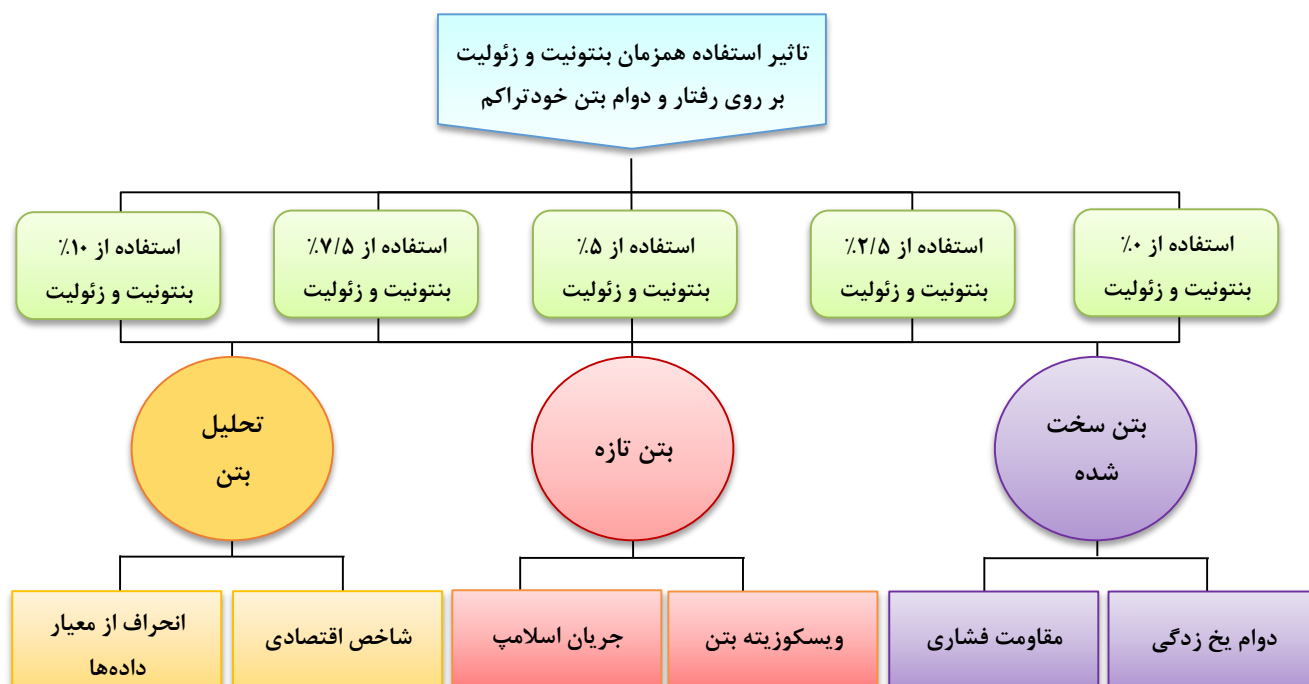 تاثیر استفاده همزمان بنتونیت و زئولیت
بر روی رفتار و دوام بتن خودتراکم
استفاده از ۰٪
بنتونیت و زئولیت
استفاده از ۲/۵٪
بنتونیت و زئولیت
استفاده از ۵٪
بنتونیت و زئولیت
استفاده از ۷/۵٪
بنتونیت و زئولیت
استفاده از ۱۰٪
بنتونیت و زئولیت
بتن سخت
شده
بتن تازه
تحلیل
بتن
دوام یخ زدگی
مقاومت فشاری
ویسکوزیته بتن
جریان اسلامپ
شاخص اقتصادی
انحراف از معیار
داده‌ها